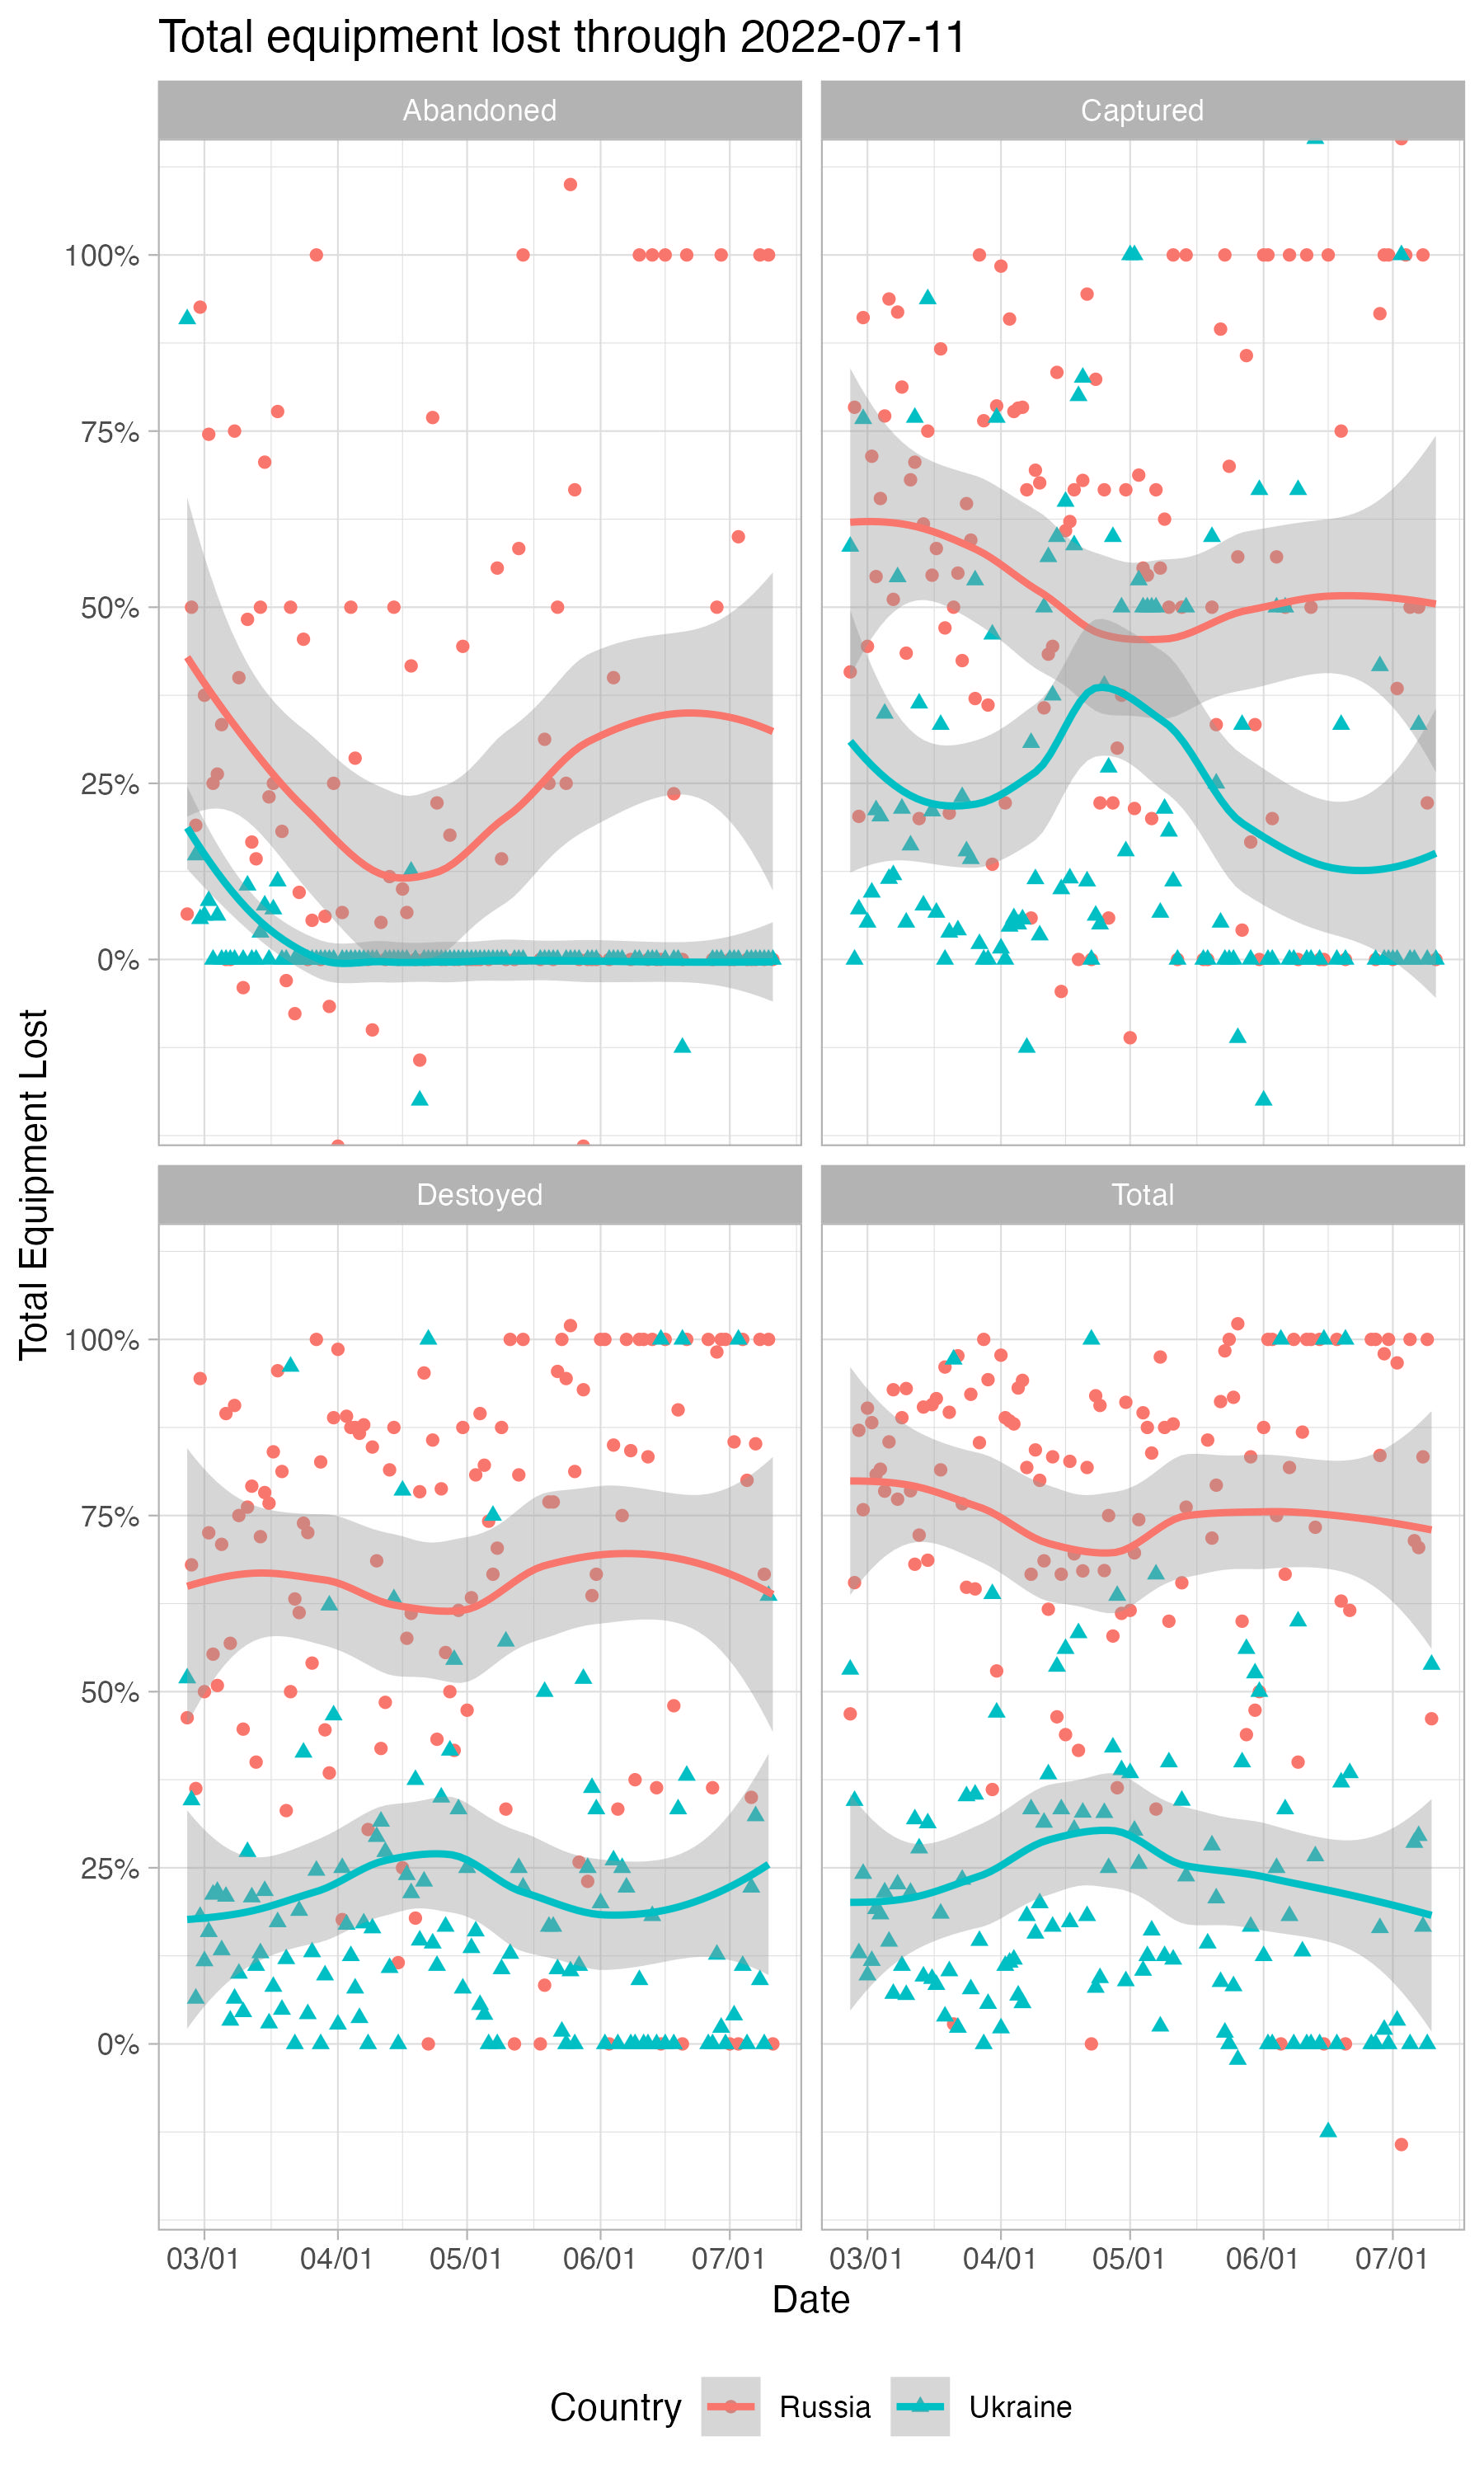 Total equipment lost through 2022-07-11
Abandoned
Captured
100%
75%
50%
25%
0%
Total Equipment Lost
Destoyed
Total
100%
75%
50%
25%
0%
03/01 04/01 05/01 06/01 07/01
03/01 04/01 05/01 06/01 07/01
Date
Country Russia Ukraine